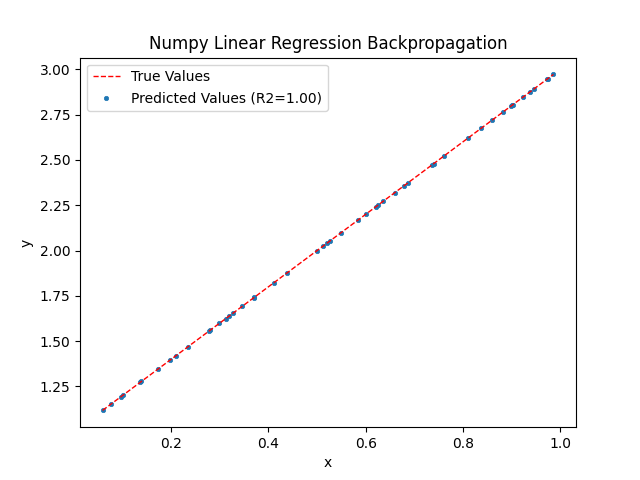 Numpy Linear Regression Backpropagation
True Values
Predicted Values (R2=1.00)
3.00
2.75
2.50
2.25
2.00
1.75
1.50
1.25
y
0.2 0.4 0.6 0.8 1.0
x